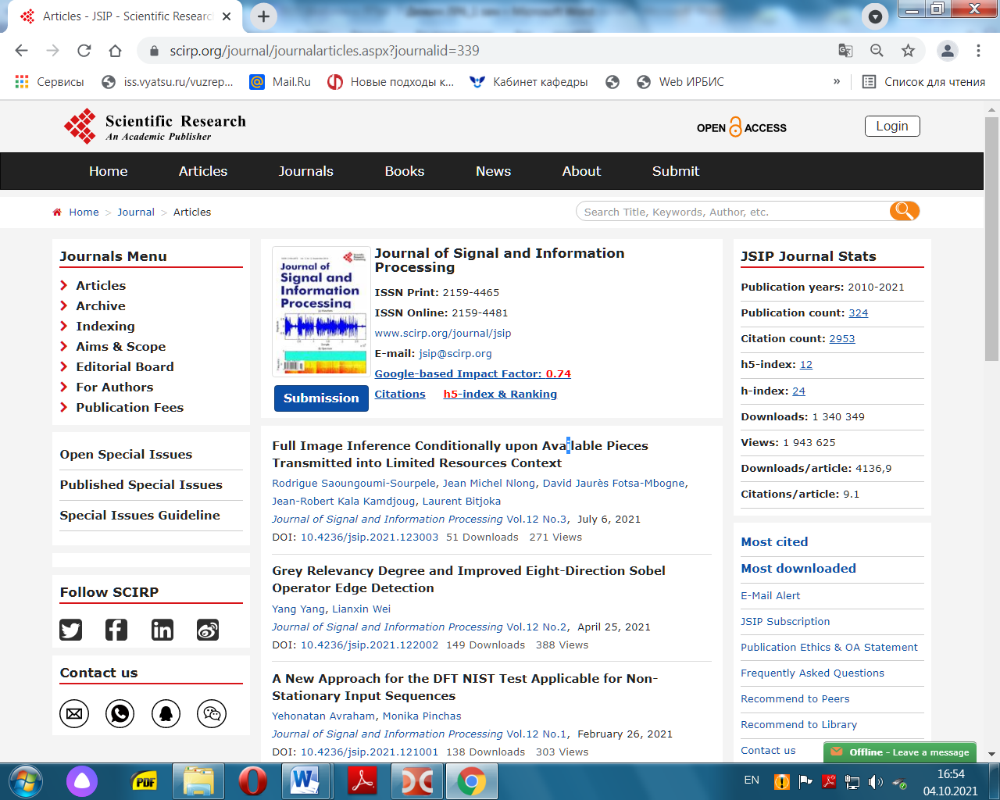 Articles - JSIP - Scientific Researc
scirp.org/journal/journalarticles.aspx?journalid=339
Сервисы
iss.vyatsu.ru/vuzrep...
Mail.Ru
Новые подходы к...
Кабинет кафедры
Web ИРБИС
»
Список для чтения
Scientific Research
An Academic Publisher
OPEN ACCESS
Login
Home
Articles
Journals
Books
News
About
Submit
Home > Journal > Articles
Search Title, Keywords, Author, etc.
Journals Menu
Articles
Archive
Indexing
Aims & Scope
Editorial Board
For Authors
Publication Fees
Open Special Issues
Published Special Issues
Special Issues Guideline
Follow SCIRP
Contact us
Journal of
Signal and
Information
Processing
Submission
Journal of Signal and Information
Processing
ISSN Print: 2159-4465
ISSN Online: 2159-4481
www.scirp.org/journal/jsip
E-mail: jsip@scirp.org
Google-based Impact Factor: 0.74
Citations h5-index & Ranking
Full Image Inference Conditionally upon Available Pieces
Transmitted into Limited Resources Context
Rodrigue Saoungoumi-Sourpele, Jean Michel Nlong, David Jaurès Fotsa-Mbogne,
Jean-Robert Kala Kamdjoug, Laurent Bitjoka
Journal of Signal and Information Processing Vol.12 No.3, July 6, 2021
DOI: 10.4236/jsip.2021.123003 51 Downloads 271 Views
Grey Relevancy Degree and Improved Eight-Direction Sobel
Operator Edge Detection
Yang Yang, Lianxin Wei
Journal of Signal and Information Processing Vol.12 No.2, April 25, 2021
DOI: 10.4236/jsip.2021.122002 149 Downloads 388 Views
A New Approach for the DFT NIST Test Applicable for Non-
Stationary Input Sequences
Yehonatan Avraham, Monika Pinchas
Journal of Signal and Information Processing Vol.12 No.1, February 26, 2021
DOI: 10.4236/jsip.2021.121001 138 Downloads 303 Views
JSIP Journal Stats
Publication years: 2010-2021
Publication count: 324
Citation count: 2953
h5-index: 12
h-index: 24
Downloads: 1 340 349
Views: 1 943 625
Downloads/article: 4136,9
Citations/article: 9.1
Most cited
Most downloaded
E-Mail Alert
JSIP Subscription
Publication Ethics & OA Statement
Frequently Asked Questions
Recommend to Peers
Recommend to Library
Contact us
Offline - Leave a message
PDF
EN
16:54
04.10.2021